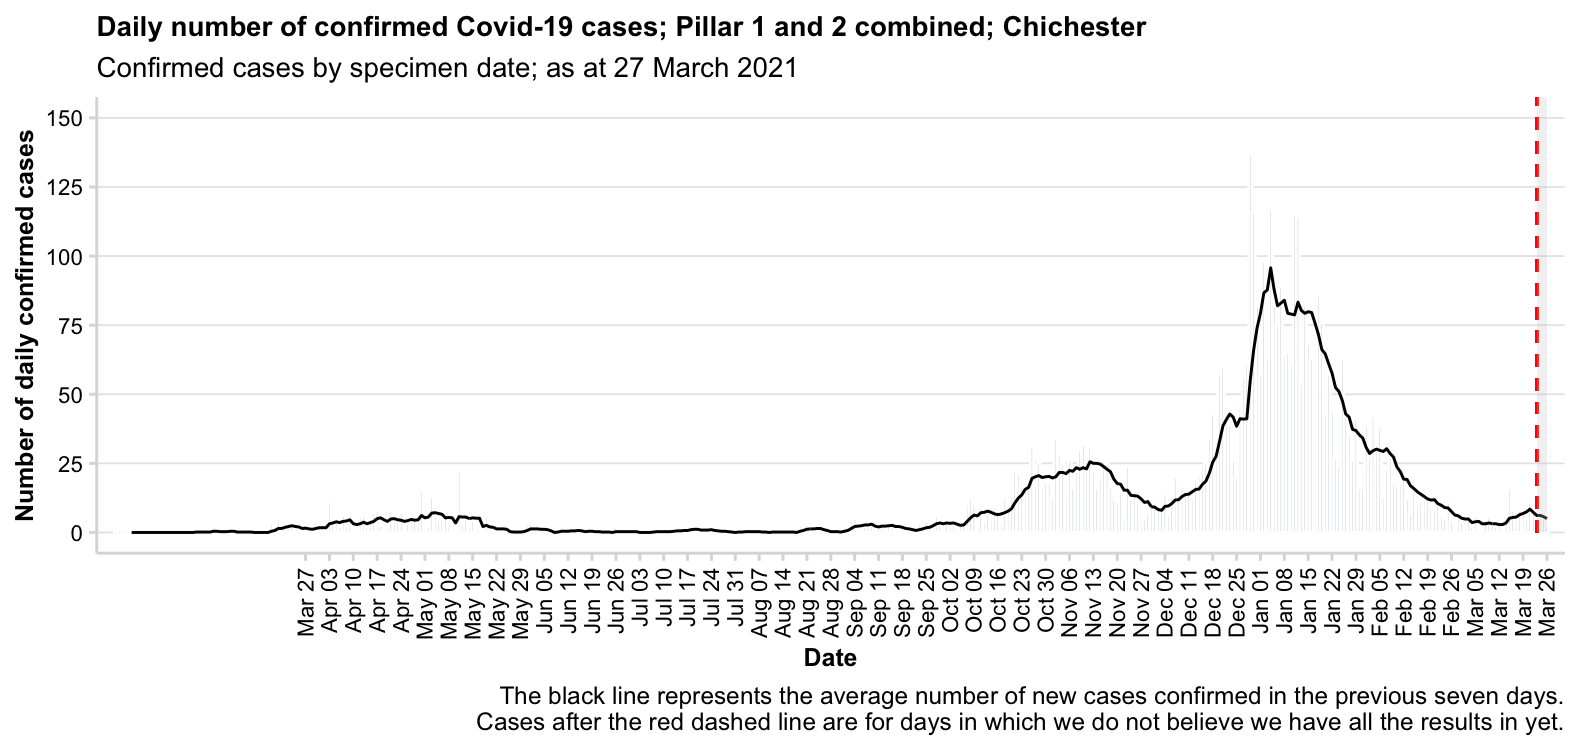 Daily number of confirmed Covid-19 cases; Pillar 1 and 2 combined; Chichester
Confirmed cases by specimen date; as at 27 March 2021
Number of daily confirmed cases
150
125
100
75
50
25
0
Mar 27
Apr 03
Apr 10
Apr 17
Apr 24
May 01
May 08
May 15
May 22
May 29
Jun 05
Jun 12
Jun 19
Jun 26
Jul 03
Jul 10
Jul 17
Jul 24
Jul 31
Aug 07
Aug 14
Aug 21
Aug 28
Sep 04
Sep 11
Sep 18
Sep 25
Oct 02
Oct 09
Oct 16
Oct 23
Oct 30
Nov 06
Nov 13
Nov 20
Nov 27
Dec 04
Dec 11
Dec 18
Dec 25
Jan 01
Jan 08
Jan 15
Jan 22
Jan 29
Feb 05
Feb 12
Feb 19
Feb 26
Mar 05
Mar 12
Mar 19
Mar 26
Date
The black line represents the average number of new cases confirmed in the previous seven days.
Cases after the red dashed line are for days in which we do not believe we have all the results in yet.